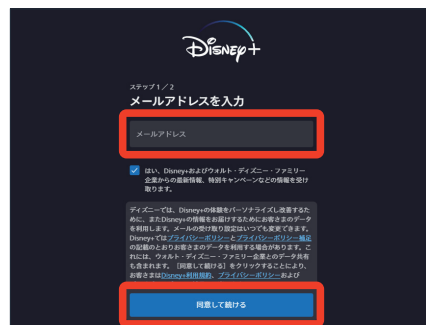 Disney+
ステップ 1 / 2
メールアドレスを入力
メールアドレス
はい、Disney+およびウォルト・ディズニー・ファミリー
企業からの最新情報、特別キャンペーンなどの情報を受け
取ります。
ディズニーでは、Disney+の体験をパーソナライズし改善するた
めに、またDisney+の情報をお届けするためにお客さまのデータ
を利用します。メールの受け取り設定はいつでも変更できます。
Disney+ではプライバシーポリシーとプライバシーポリシー補足
の記載のとおりお客さまのデータを利用する場合があります。こ
れには、ウォルト・ディズニー・ファミリー企業とのデータ共有
も含まれます。［同意して続ける］をクリックすることにより、
お客さまはDisney+利用規約、プライバシーポリシーおよび
同意して続ける